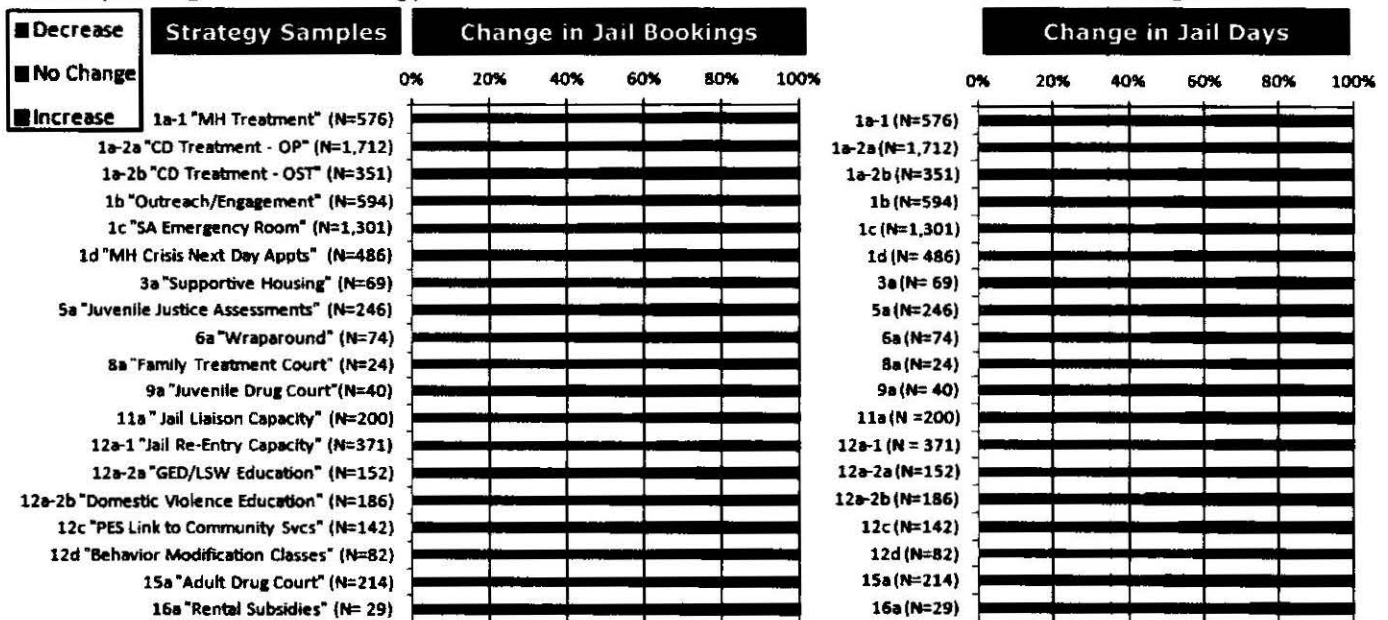 Decrease
No Change
Increase
Strategy Samples
Change in Jail Bookings
0% 20% 40% 60% 80% 100%
1a-1 "MH Treatment" (N=576)
1a-2a "CD Treatment - OP" (N=1,712)
1a-2b "CD Treatment - OST" (N=351)
1b "Outreach/Engagement" (N=594)
1c "SA Emergency Room" (N=1,301)
1d "MH Crisis Next Day Appts" (N=486)
3a "Supportive Housing" (N=69)
5a "Juvenile Justice Assessments" (N=246)
6a "Wraparound" (N=74)
8a "Family Treatment Court" (N=24)
9a "Juvenile Drug Court"(N=40)
11a " Jail Liaison Capacity" (N=200)
12a-1 "Jail Re-Entry Capacity" (N=371)
12a-2a "GED/LSW Education" (N=152)
12a-2b "Domestic Violence Education" (N=186)
12c "PES Link to Community Svcs" (N=142)
12d "Behavior Modification Classes" (N=82)
15a "Adult Drug Court" (N=214)
16a "Rental Subsidies" (N= 29)
Change in Jail Days
0% 20% 40% 60% 80% 100%
1a-1 (N=576)
1a-2a (N=1,712)
1a-2b (N=351)
1b (N=594)
1c (N=1,301)
1d (N= 486)
3a (N= 69)
5a (N=246)
6a (N=74)
8a (N=24)
9a (N= 40)
11a (N =200)
12a-1 (N = 371)
12a-2a (N=152)
12a-2b (N=186)
12c (N=142)
12d (N=82)
15a (N=214)
16a (N=29)